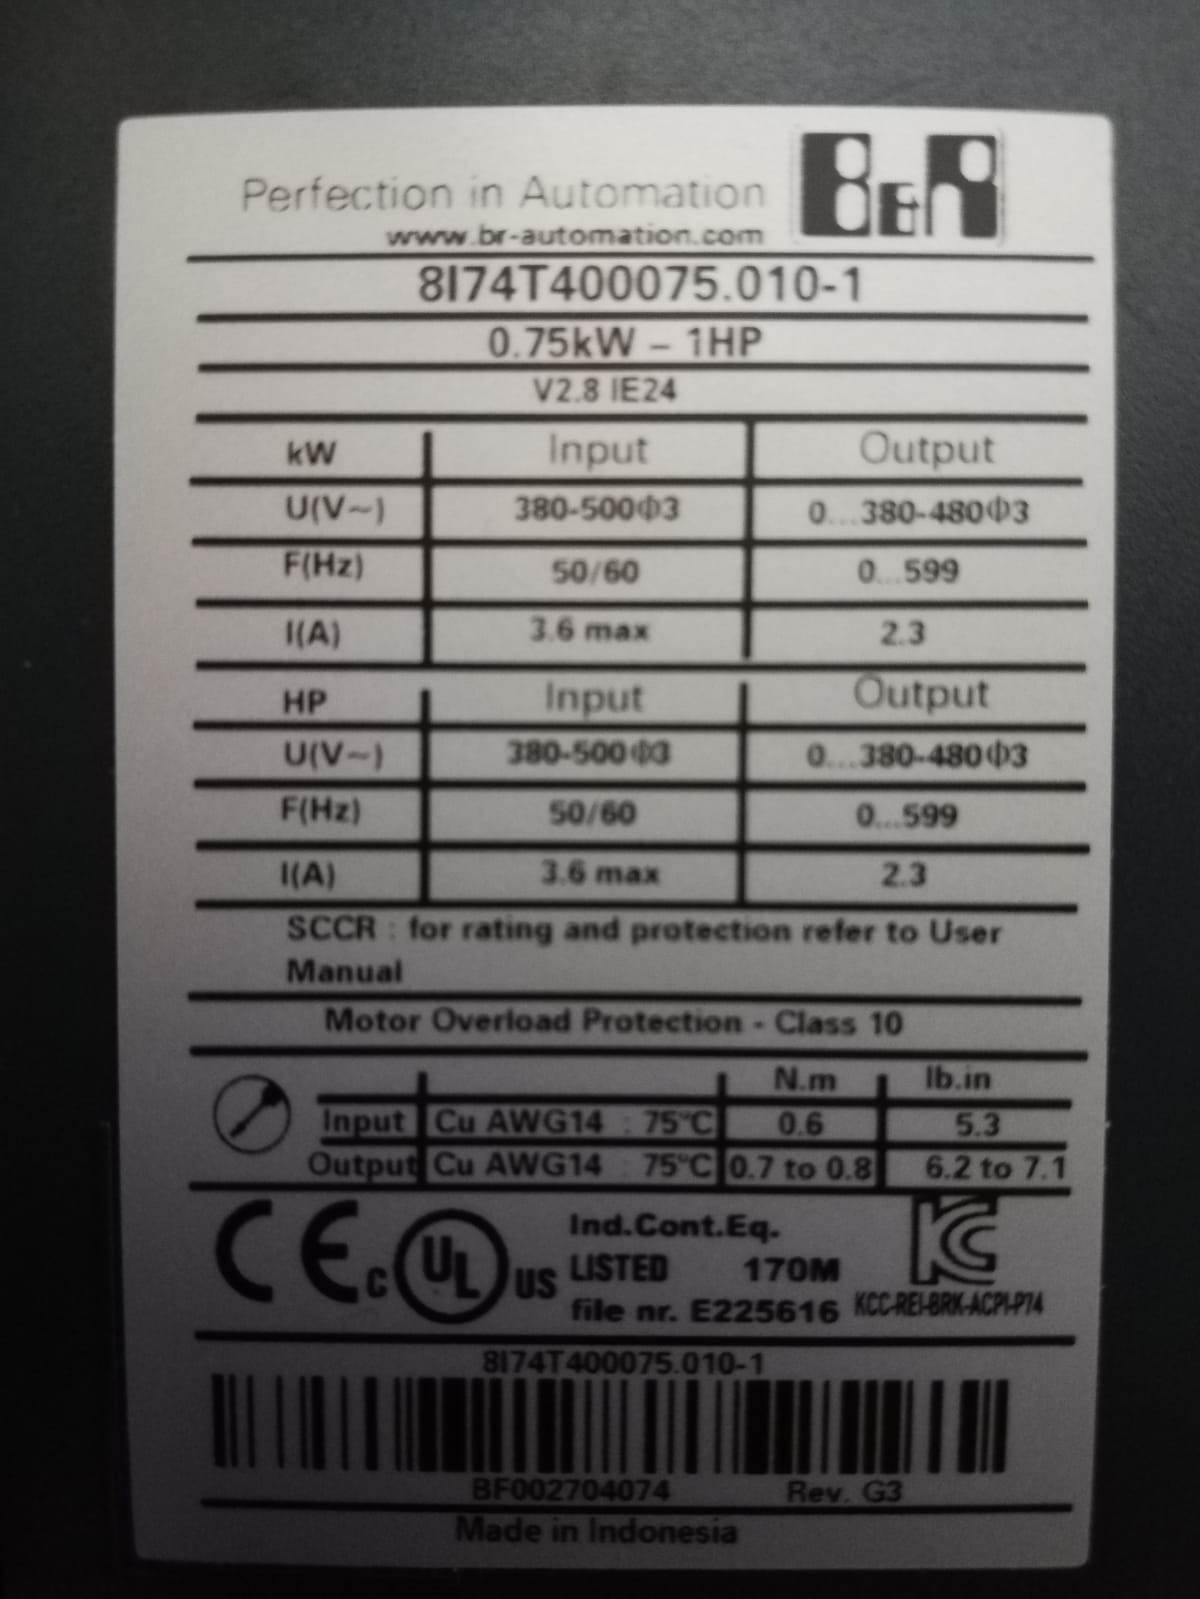 Perfection in Automation
www.br-automation.com
B&R
8I74T400075.010-1
0.75kW – 1HP
V2.8 IE24
kW Input Output
U(V~) 380-500Φ3 0...380-480Φ3
F(Hz) 50/60 0...599
I(A) 3.6 max 2.3
HP Input Output
U(V~) 380-500Φ3 0...380-480Φ3
F(Hz) 50/60 0...599
I(A) 3.6 max 2.3
SCCR : for rating and protection refer to User
Manual
Motor Overload Protection - Class 10
N.m lb.in
Input Cu AWG14 : 75°C 0.6 5.3
Output Cu AWG14 : 75°C 0.7 to 0.8 6.2 to 7.1
CE c UL US Ind.Cont.Eq.
LISTED 170M
file nr. E225616
KC
KCC-REI-BRK-ACPI-P74
8I74T400075.010-1
BF002704074 Rev. G3
Made in Indonesia